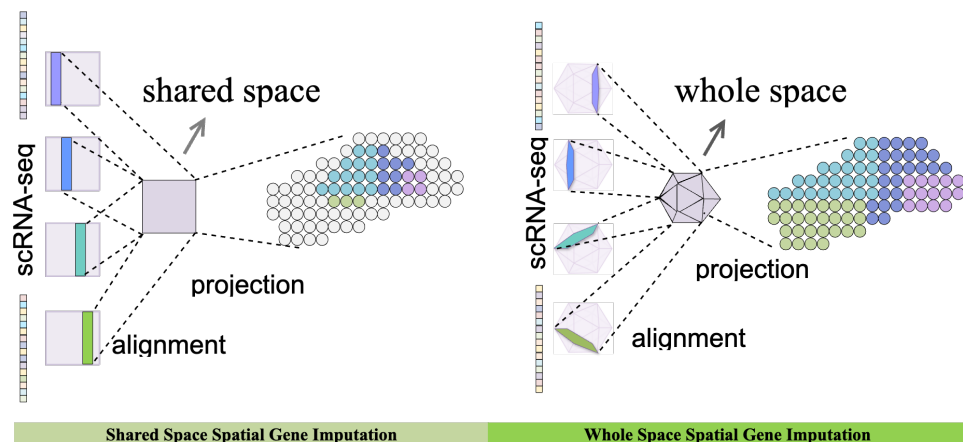 shared space
scRNA-seq
projection
alignment
Shared Space Spatial Gene Imputation
whole space
scRNA-seq
projection
alignment
Whole Space Spatial Gene Imputation